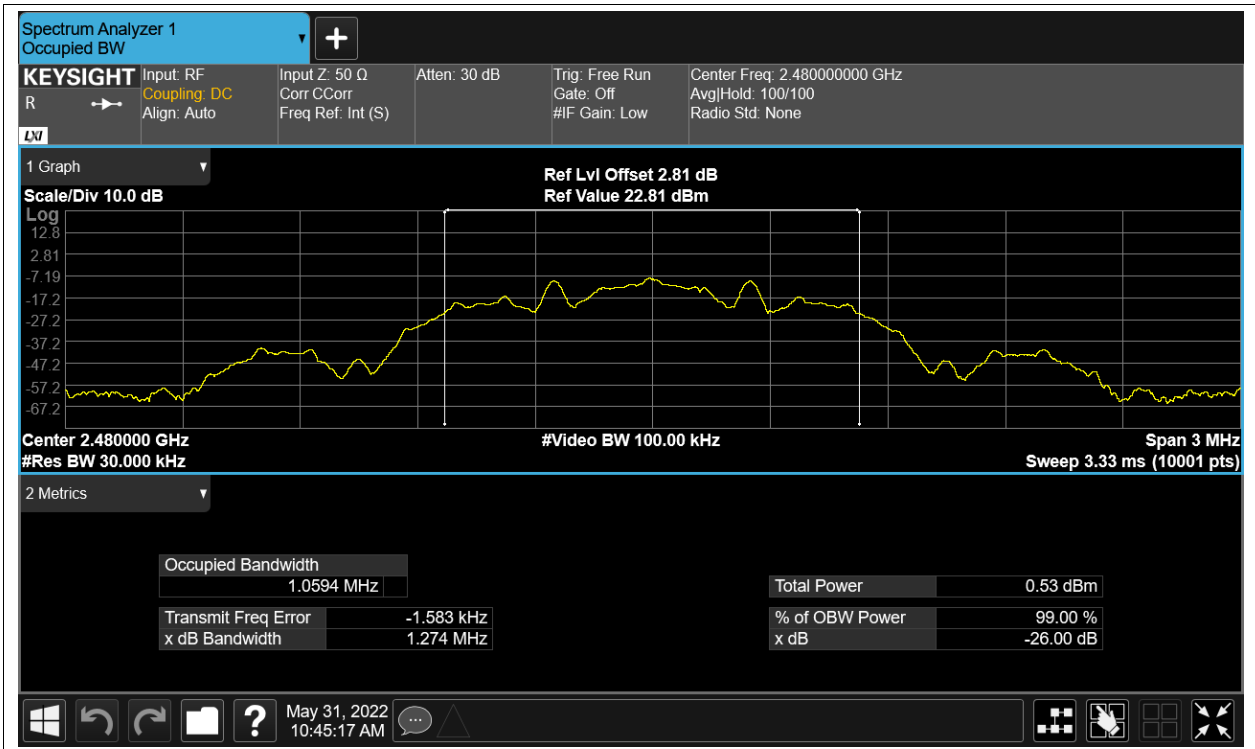 Spectrum Analyzer 1
Occupied BW
KEYSIGHT
R
LXI
Input: RF
Coupling: DC
Align: Auto
Input Z: 50 Ω
Corr CCorr
Freq Ref: Int (S)
Atten: 30 dB
Trig: Free Run
Gate: Off
#IF Gain: Low
Center Freq: 2.480000000 GHz
Avg|Hold: 100/100
Radio Std: None
1 Graph
Scale/Div 10.0 dB
Ref Lvl Offset 2.81 dB
Ref Value 22.81 dBm
Log
12.8
2.81
-7.19
-17.2
-27.2
-37.2
-47.2
-57.2
-67.2
Center 2.480000 GHz
#Res BW 30.000 kHz
#Video BW 100.00 kHz
Span 3 MHz
Sweep 3.33 ms (10001 pts)
2 Metrics
Occupied Bandwidth
1.0594 MHz
Transmit Freq Error -1.583 kHz
x dB Bandwidth 1.274 MHz
Total Power 0.53 dBm
% of OBW Power 99.00 %
x dB -26.00 dB
?
May 31, 2022
10:45:17 AM